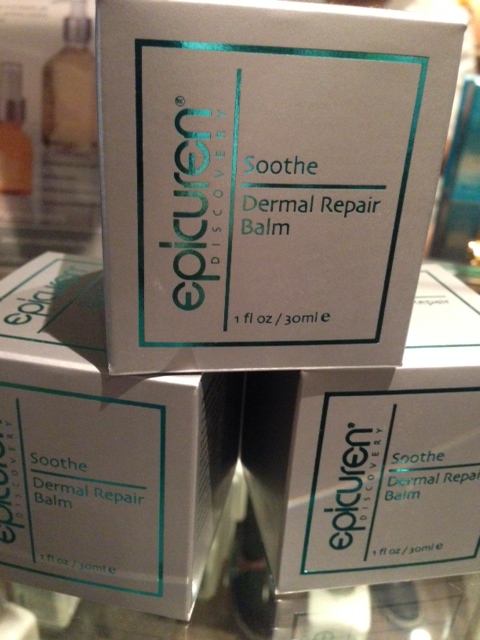 epicuren®
DISCOVERY
Soothe
Dermal Repair
Balm
1 fl oz / 30ml e
epicuren
epicuren
DISCOVERY
Soothe
Dermal Repair
Balm
1 fl oz / 30ml e
epicuren®
DISCOVERY
Soothe
Dermal Repair
Balm
1 fl oz / 30ml e